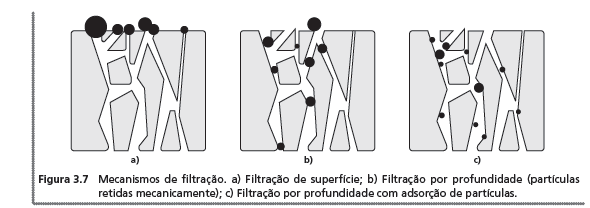 a)
b)
c)
Figura 3.7 Mecanismos de filtração. a) Filtração de superfície; b) Filtração por profundidade (partículas
retidas mecanicamente); c) Filtração por profundidade com adsorção de partículas.